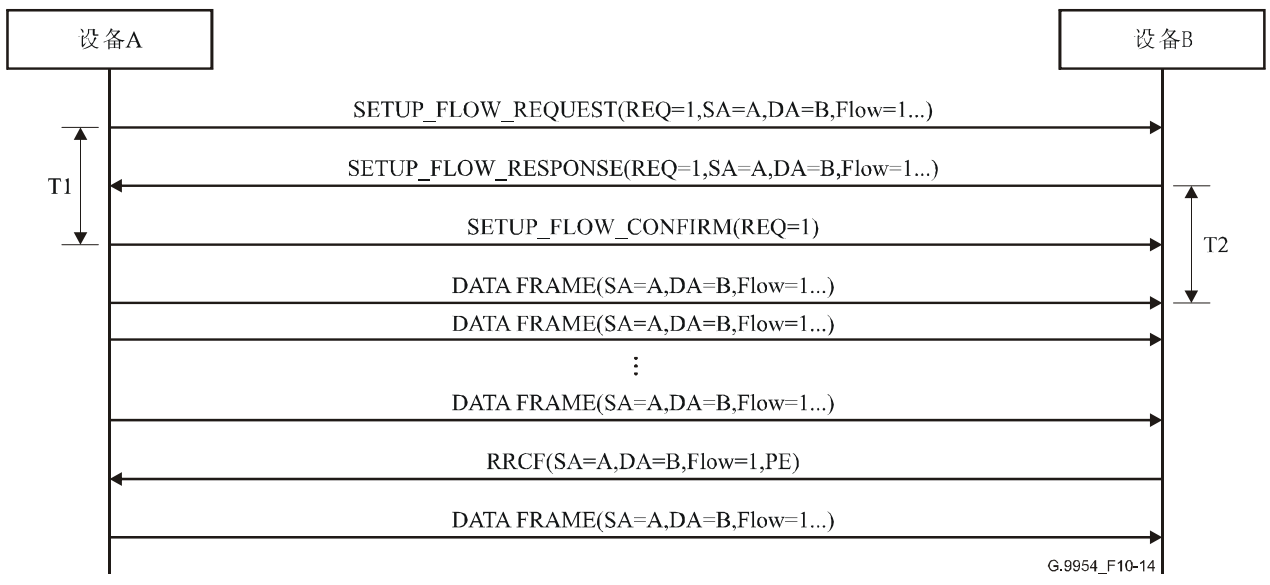 设备A
设备B
SETUP_FLOW_REQUEST(REQ=1,SA=A,DA=B,Flow=1...)
SETUP_FLOW_RESPONSE(REQ=1,SA=A,DA=B,Flow=1...)
T1
SETUP_FLOW_CONFIRM(REQ=1)
T2
DATA FRAME(SA=A,DA=B,Flow=1...)
DATA FRAME(SA=A,DA=B,Flow=1...)
⋮
DATA FRAME(SA=A,DA=B,Flow=1...)
RRCF(SA=A,DA=B,Flow=1,PE)
DATA FRAME(SA=A,DA=B,Flow=1...)
G.9954_F10-14